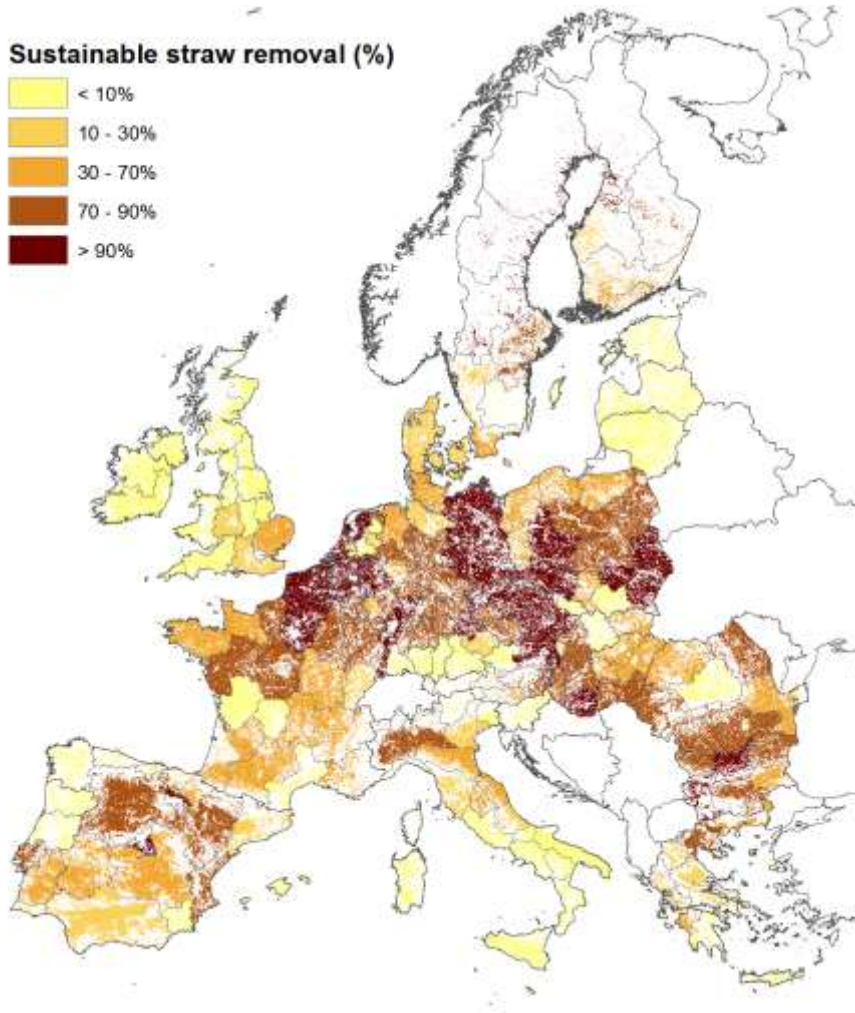 Sustainable straw removal (%)
< 10%
10 - 30%
30 - 70%
70 - 90%
> 90%